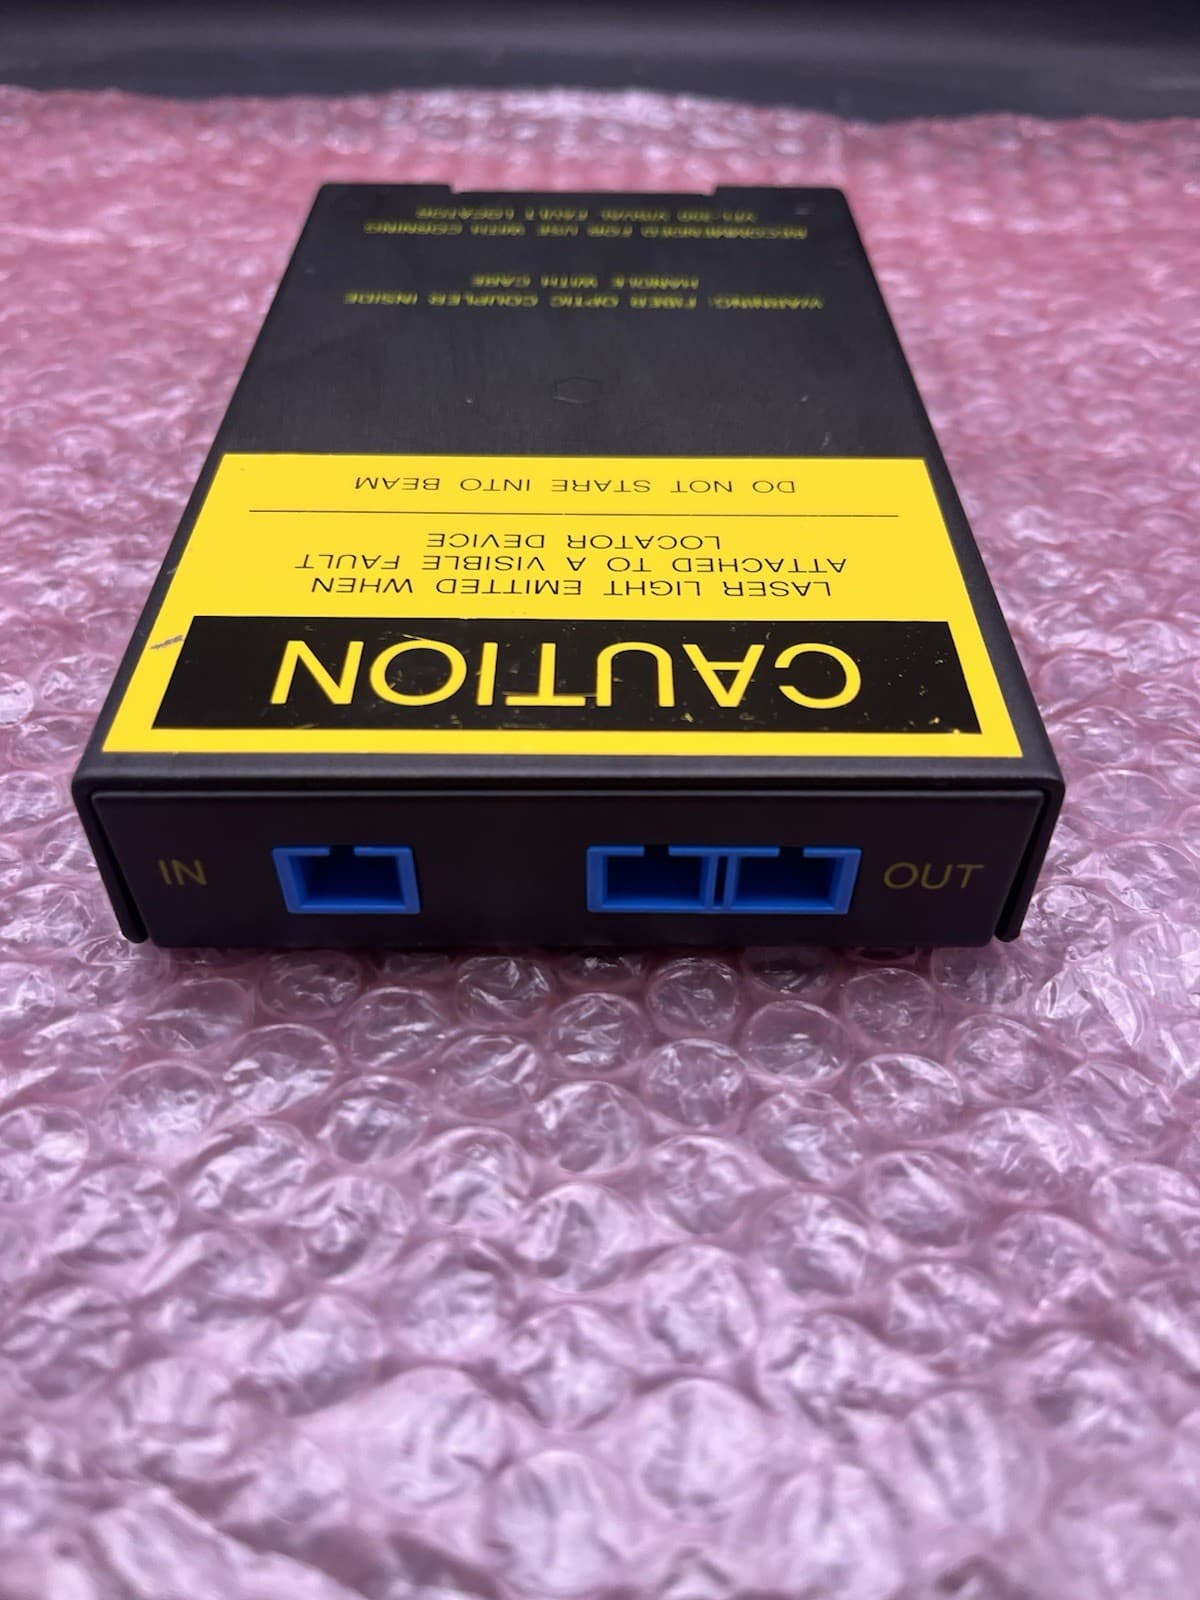 CAUTION
LASER LIGHT EMITTED WHEN
ATTACHED TO A VISIBLE FAULT
LOCATOR DEVICE
DO NOT STARE INTO BEAM
WARNING: FIBER OPTIC COUPLER INSIDE
HANDLE WITH CARE
RECOMMENDED FOR USE WITH CORNING
VISUAL FAULT LOCATOR
IN
OUT